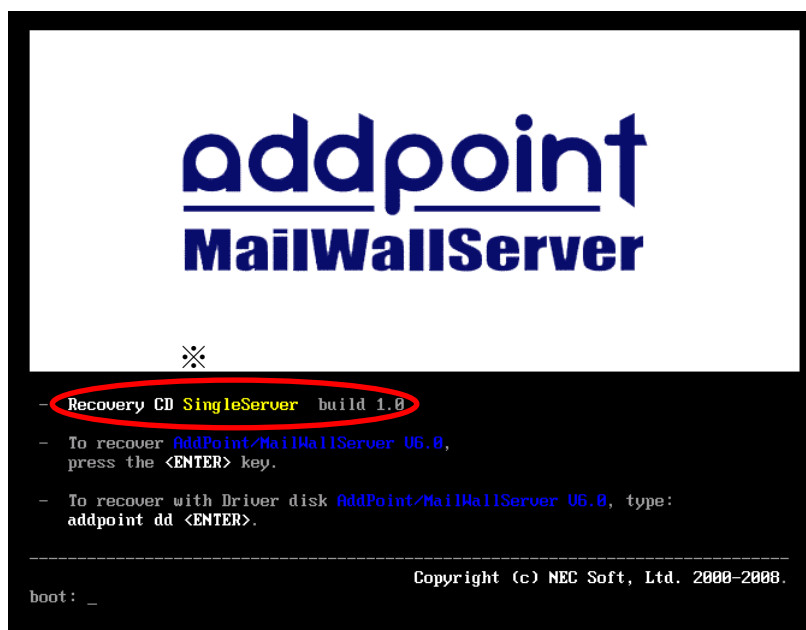 addpoint
MailWallServer
※
- Recovery CD SingleServer build 1.0
- To recover AddPoint/MailWallServer V6.0,
press the <ENTER> key.
- To recover with Driver disk AddPoint/MailWallServer V6.0, type:
addpoint dd <ENTER>.
Copyright (c) NEC Soft, Ltd. 2000-2008.
boot: _